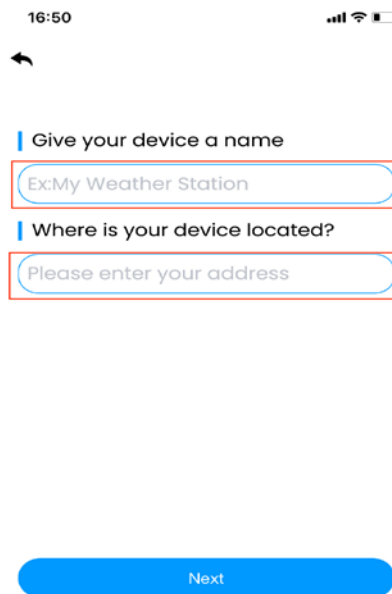 16:50
Give your device a name
Ex:My Weather Station
Where is your device located?
Please enter your address
Next